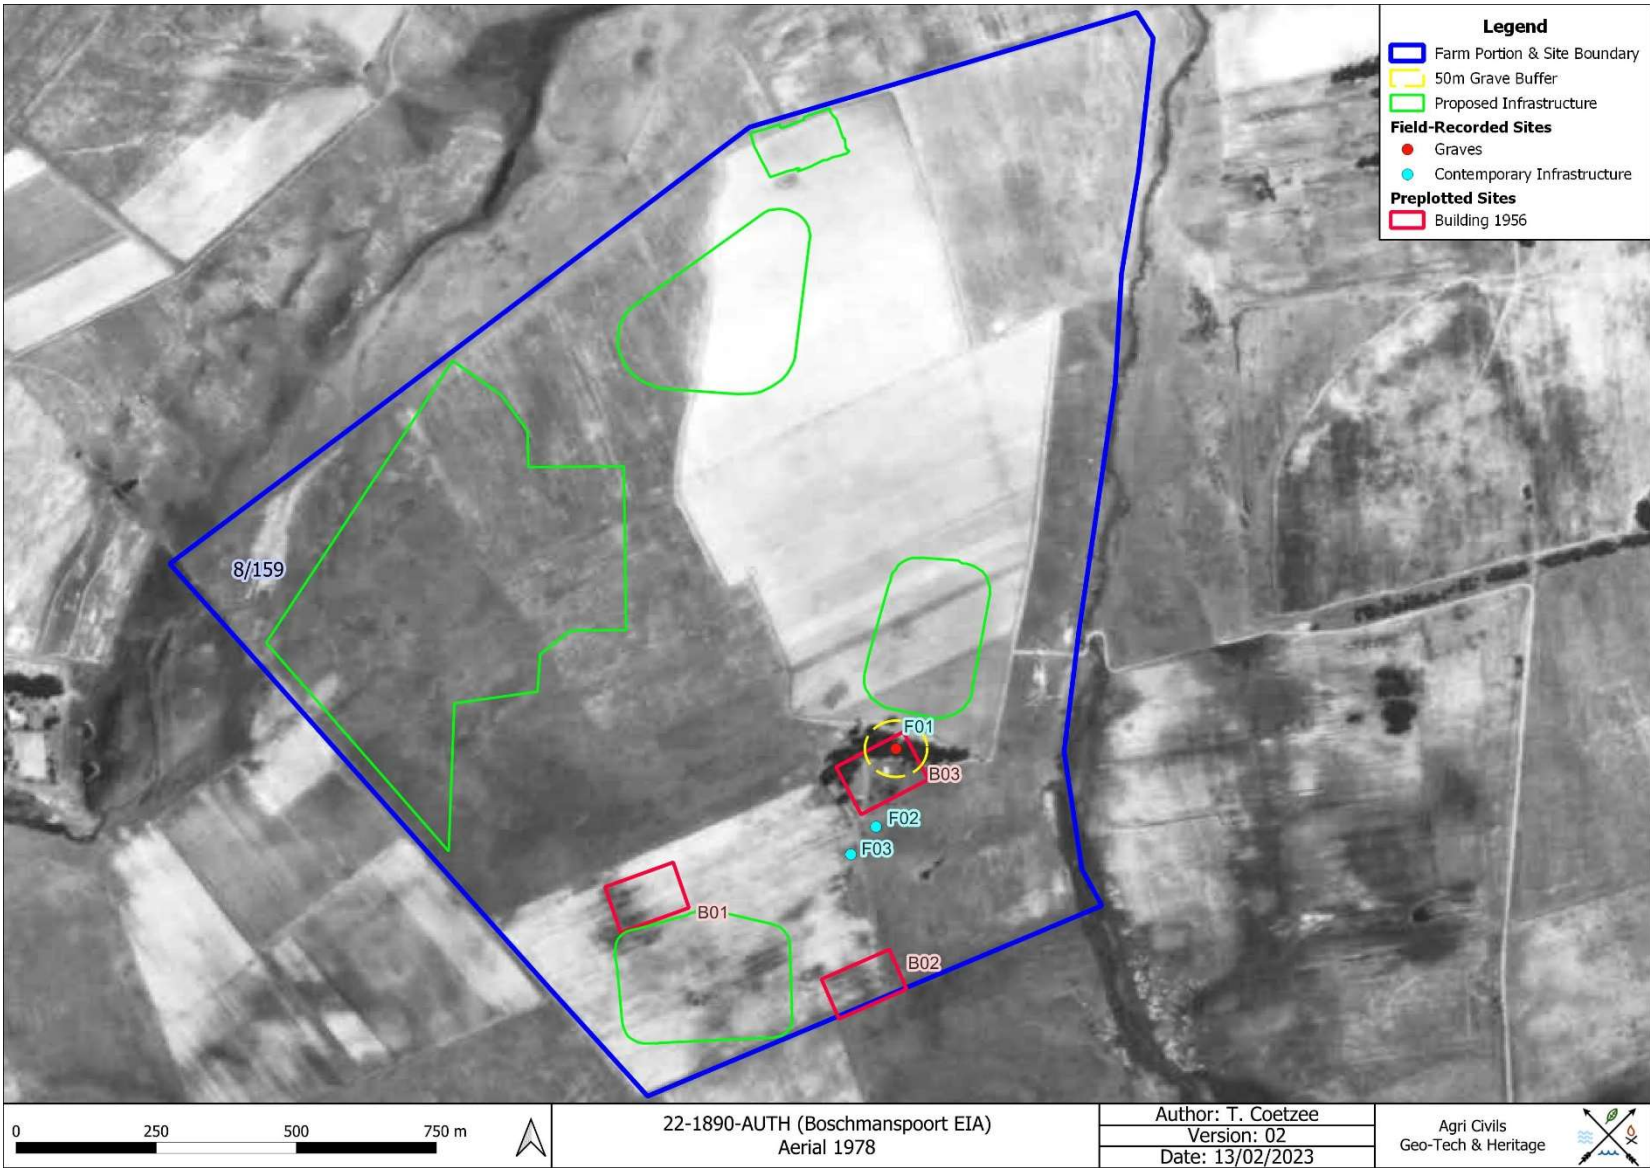 Legend
Farm Portion & Site Boundary
50m Grave Buffer
Proposed Infrastructure
Field-Recorded Sites
Graves
Contemporary Infrastructure
Preplotted Sites
Building 1956
8/159
F01
B03
F02
F03
B01
B02
0 250 500 750 m
22-1890-AUTH (Boschmanspoort EIA)
Aerial 1978
Author: T. Coetzee
Version: 02
Date: 13/02/2023
Agri Civils
Geo-Tech & Heritage